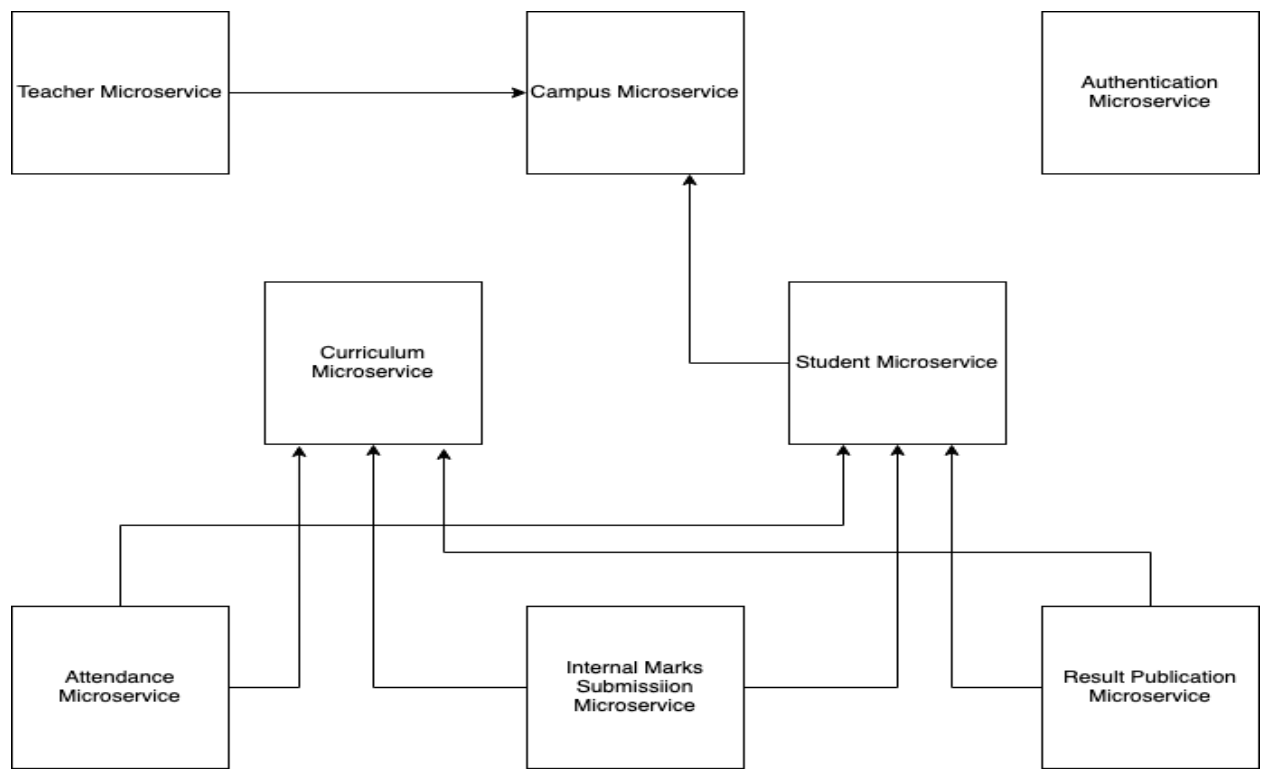 Teacher Microservice
Campus Microservice
Authentication
Microservice
Curriculum
Microservice
Student Microservice
Attendance
Microservice
Internal Marks
Submissiion
Microservice
Result Publication
Microservice